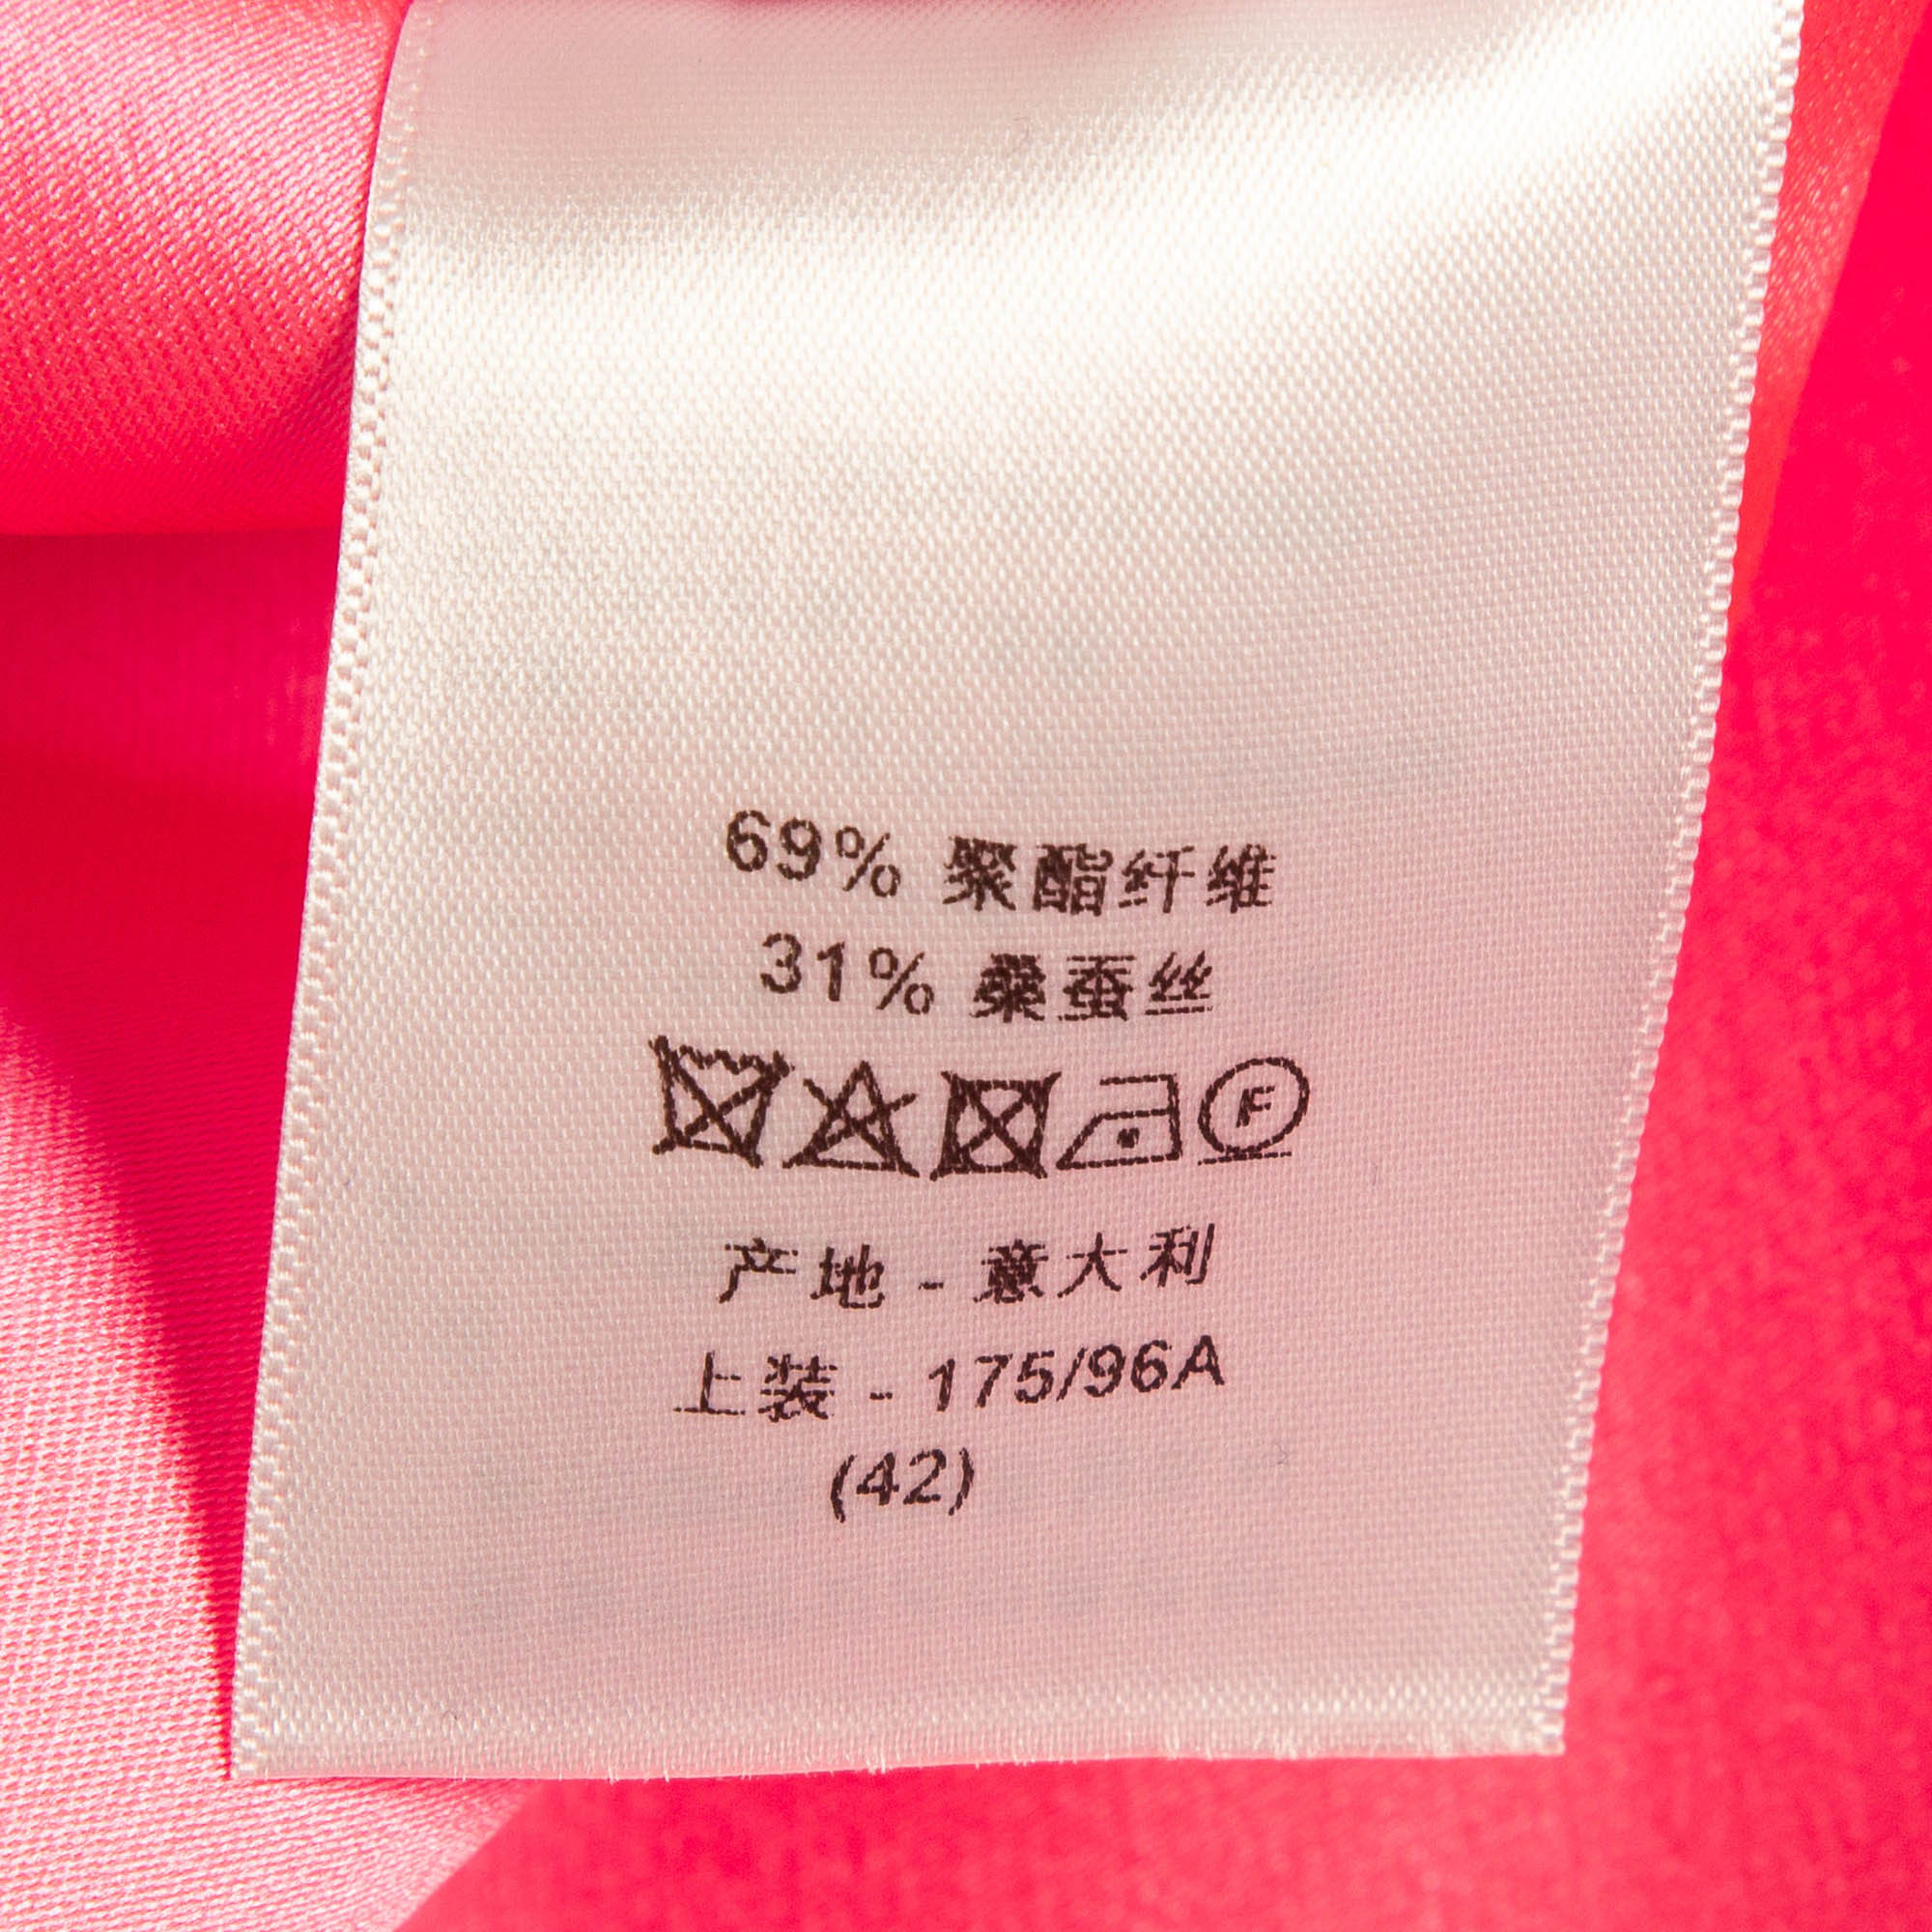 69% 聚酯纤维
31% 桑蚕丝
F
产地 - 意大利
上装 - 175/96A
(42)